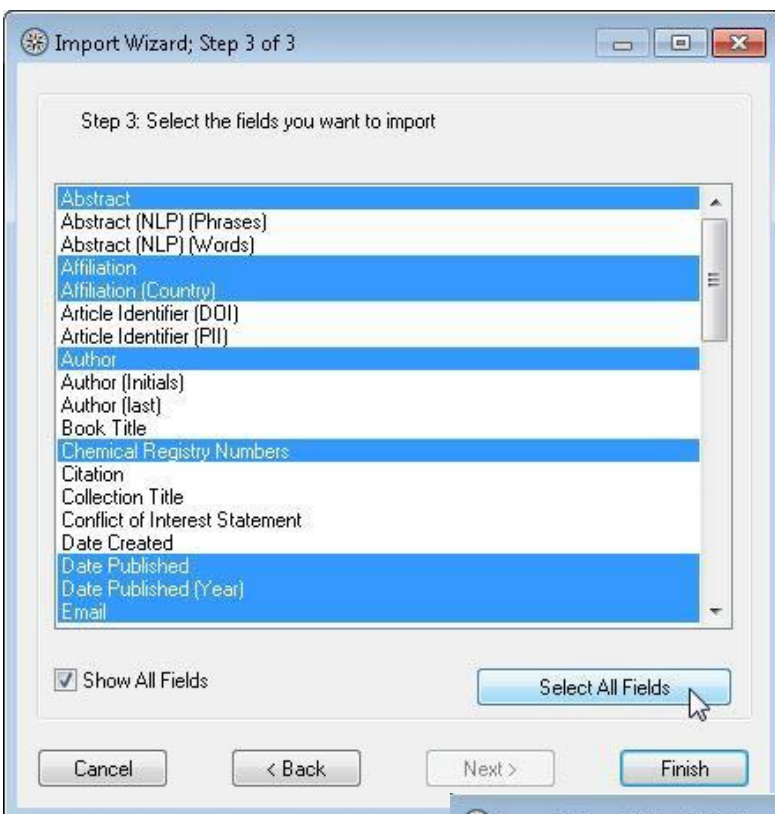 Import Wizard; Step 3 of 3
Step 3: Select the fields you want to import
Abstract
Abstract (NLP) (Phrases)
Abstract (NLP) (Words)
Affiliation
Affiliation (Country)
Article Identifier (DOI)
Article Identifier (PII)
Author
Author (Initials)
Author (last)
Book Title
Chemical Registry Numbers
Citation
Collection Title
Conflict of Interest Statement
Date Created
Date Published
Date Published (Year)
Email
Show All Fields
Select All Fields
Cancel
< Back
Next >
Finish